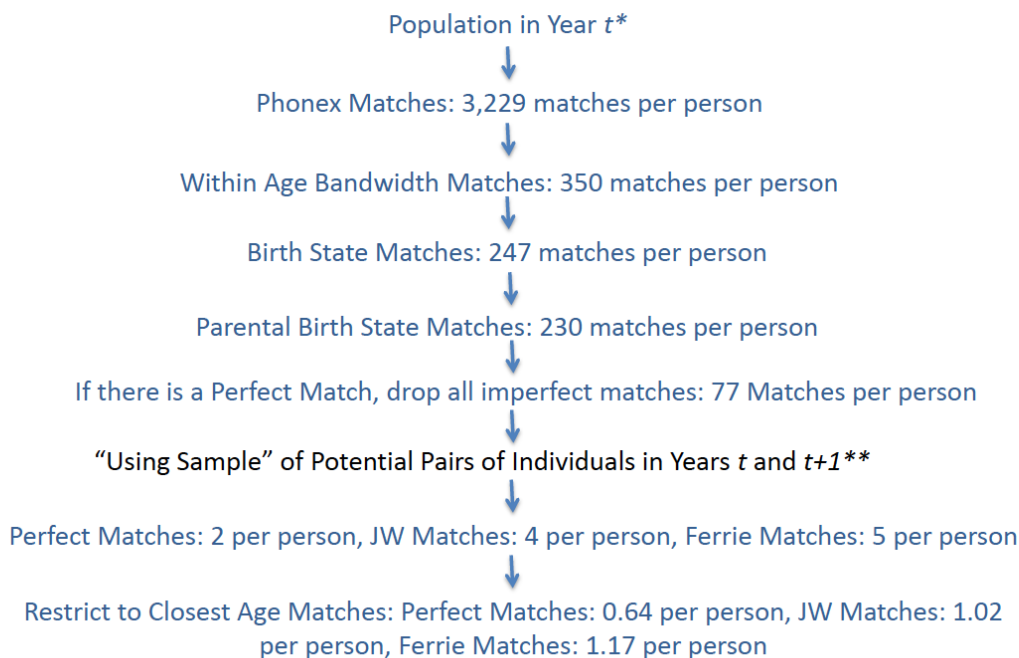 Population in Year t*
Phonex Matches: 3,229 matches per person
Within Age Bandwidth Matches: 350 matches per person
Birth State Matches: 247 matches per person
Parental Birth State Matches: 230 matches per person
If there is a Perfect Match, drop all imperfect matches: 77 Matches per person
“Using Sample” of Potential Pairs of Individuals in Years t and t+1**
Perfect Matches: 2 per person, JW Matches: 4 per person, Ferrie Matches: 5 per person
Restrict to Closest Age Matches: Perfect Matches: 0.64 per person, JW Matches: 1.02
per person, Ferrie Matches: 1.17 per person